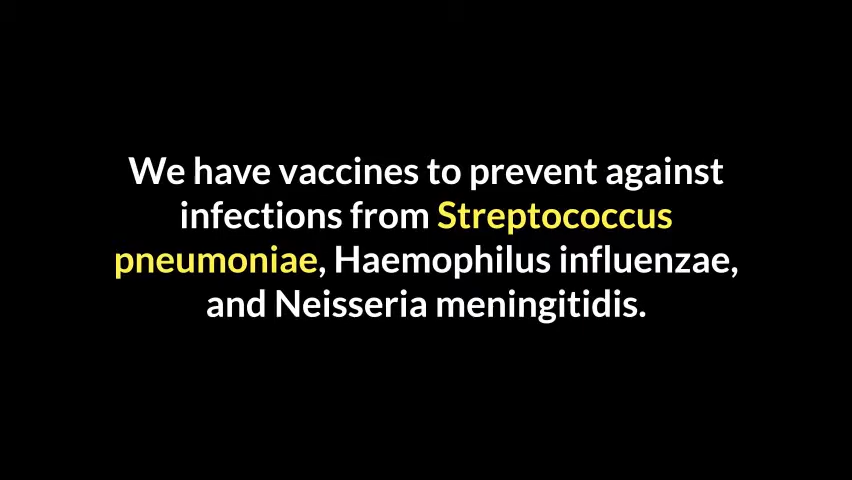 We have vaccines to prevent against
infections from Streptococcus
pneumoniae, Haemophilus influenzae,
and Neisseria meningitidis.